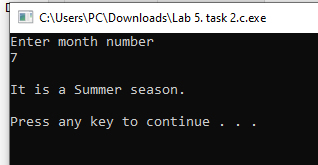 C:\Users\PC\Downloads\Lab 5. task 2.c.exe
Enter month number
7
It is a Summer season.
Press any key to continue . . .